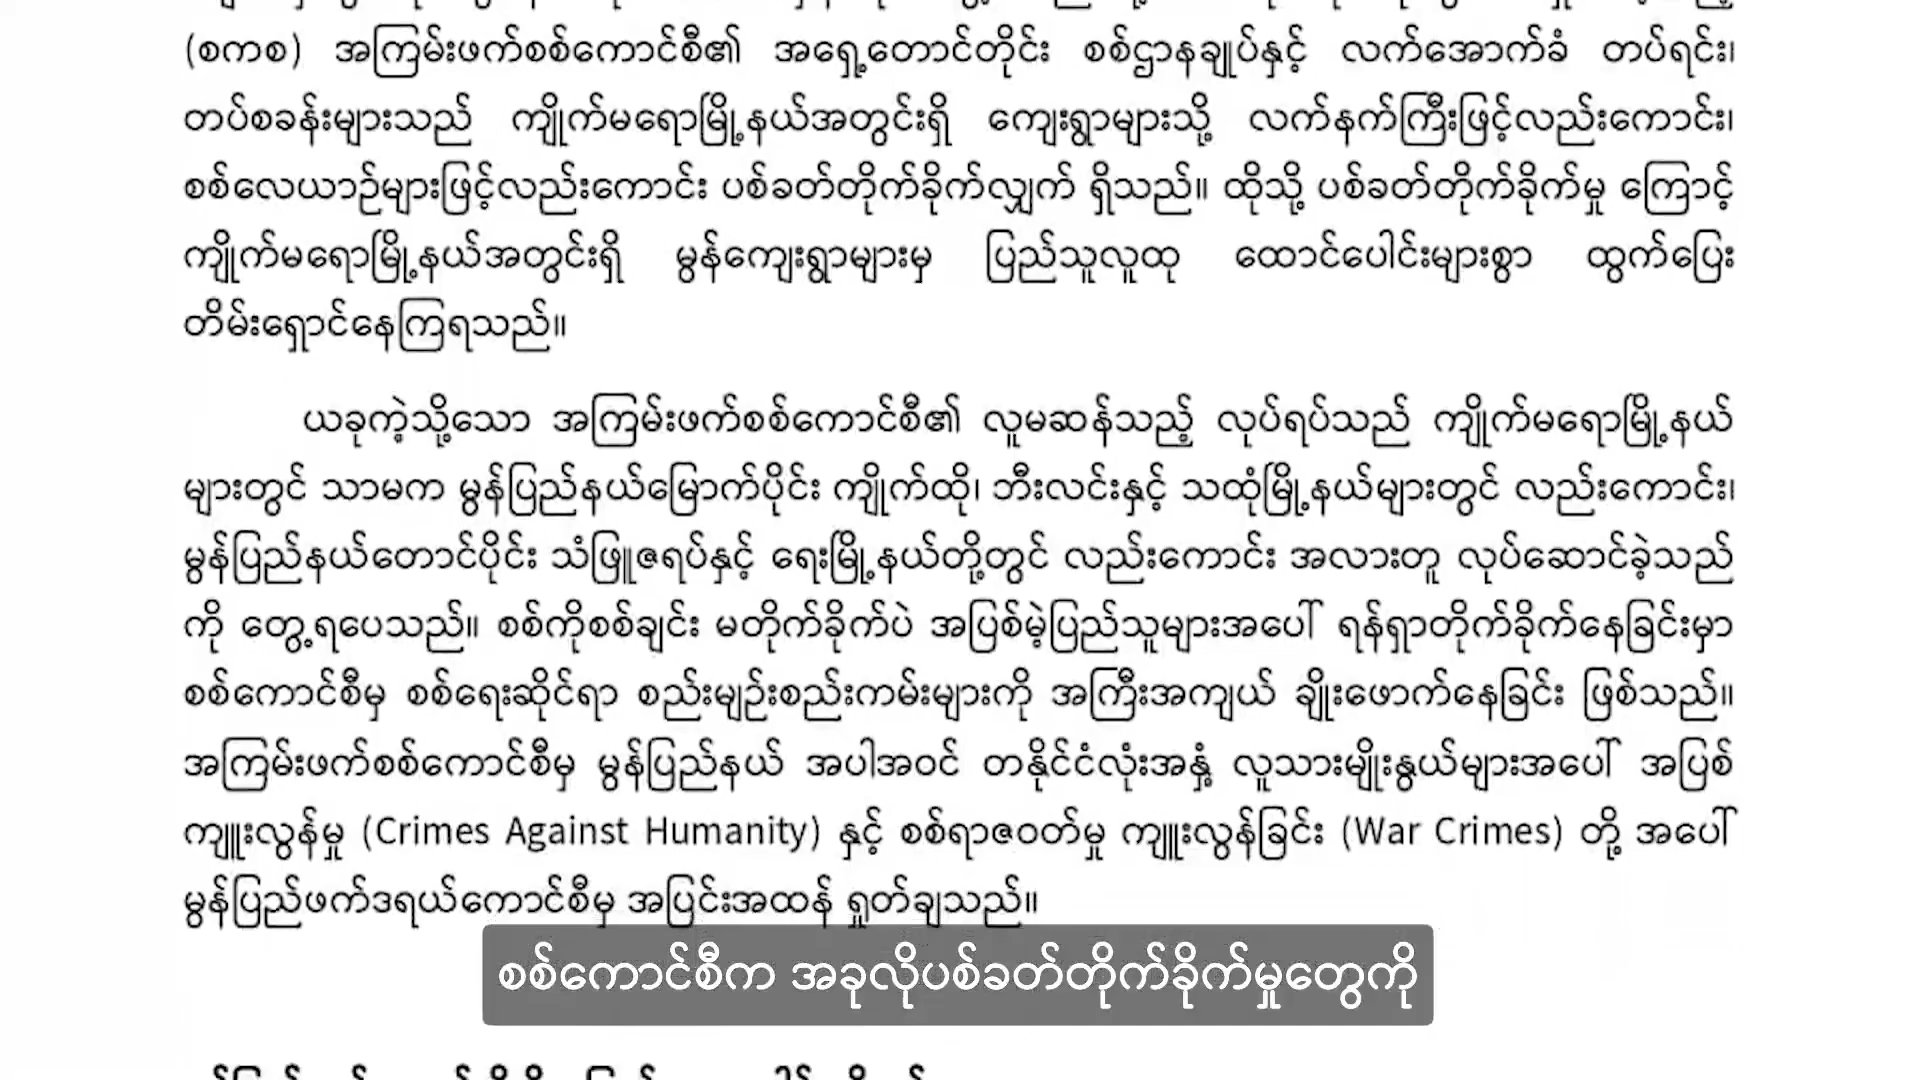 (စကစ) အကြမ်းဖက်စစ်ကောင်စီ၏ အရှေ့တောင်တိုင်း စစ်ဌာနချုပ်နှင့် လက်အောက်ခံ တပ်ရင်း၊
တပ်စခန်းများသည် ကျိုက်မရောမြို့နယ်အတွင်းရှိ ကျေးရွာများသို့ လက်နက်ကြီးဖြင့်လည်းကောင်း၊
စစ်လေယာဉ်များဖြင့်လည်းကောင်း ပစ်ခတ်တိုက်ခိုက်လျှက် ရှိသည်။ ထိုသို့ ပစ်ခတ်တိုက်ခိုက်မှု ကြောင့်
ကျိုက်မရောမြို့နယ်အတွင်းရှိ မွန်ကျေးရွာများမှ ပြည်သူလူထု ထောင်ပေါင်းများစွာ ထွက်ပြေး
တိမ်းရှောင်နေကြရသည်။
ယခုကဲ့သို့သော အကြမ်းဖက်စစ်ကောင်စီ၏ လူမဆန်သည့် လုပ်ရပ်သည် ကျိုက်မရောမြို့နယ်
များတွင် သာမက မွန်ပြည်နယ်မြောက်ပိုင်း ကျိုက်ထို၊ ဘီးလင်းနှင့် သထုံမြို့နယ်များတွင် လည်းကောင်း၊
မွန်ပြည်နယ်တောင်ပိုင်း သံဖြူဇရပ်နှင့် ရေးမြို့နယ်တို့တွင် လည်းကောင်း အလားတူ လုပ်ဆောင်ခဲ့သည်
ကို တွေ့ရပေသည်။ စစ်ကိုစစ်ချင်း မတိုက်ခိုက်ပဲ အပြစ်မဲ့ပြည်သူများအပေါ် ရန်ရှာတိုက်ခိုက်နေခြင်းမှာ
စစ်ကောင်စီမှ စစ်ရေးဆိုင်ရာ စည်းမျဉ်းစည်းကမ်းများကို အကြီးအကျယ် ချိုးဖောက်နေခြင်း ဖြစ်သည်။
အကြမ်းဖက်စစ်ကောင်စီမှ မွန်ပြည်နယ် အပါအဝင် တနိုင်ငံလုံးအနှံ့ လူသားမျိုးနွယ်များအပေါ် အပြစ်
ကျူးလွန်မှု (Crimes Against Humanity) နှင့် စစ်ရာဇဝတ်မှု ကျူးလွန်ခြင်း (War Crimes) တို့ အပေါ်
မွန်ပြည်ဖက်ဒရယ်ကောင်စီမှ အပြင်းအထန် ရှုတ်ချသည်။
စစ်ကောင်စီက အခုလိုပစ်ခတ်တိုက်ခိုက်မှုတွေကို